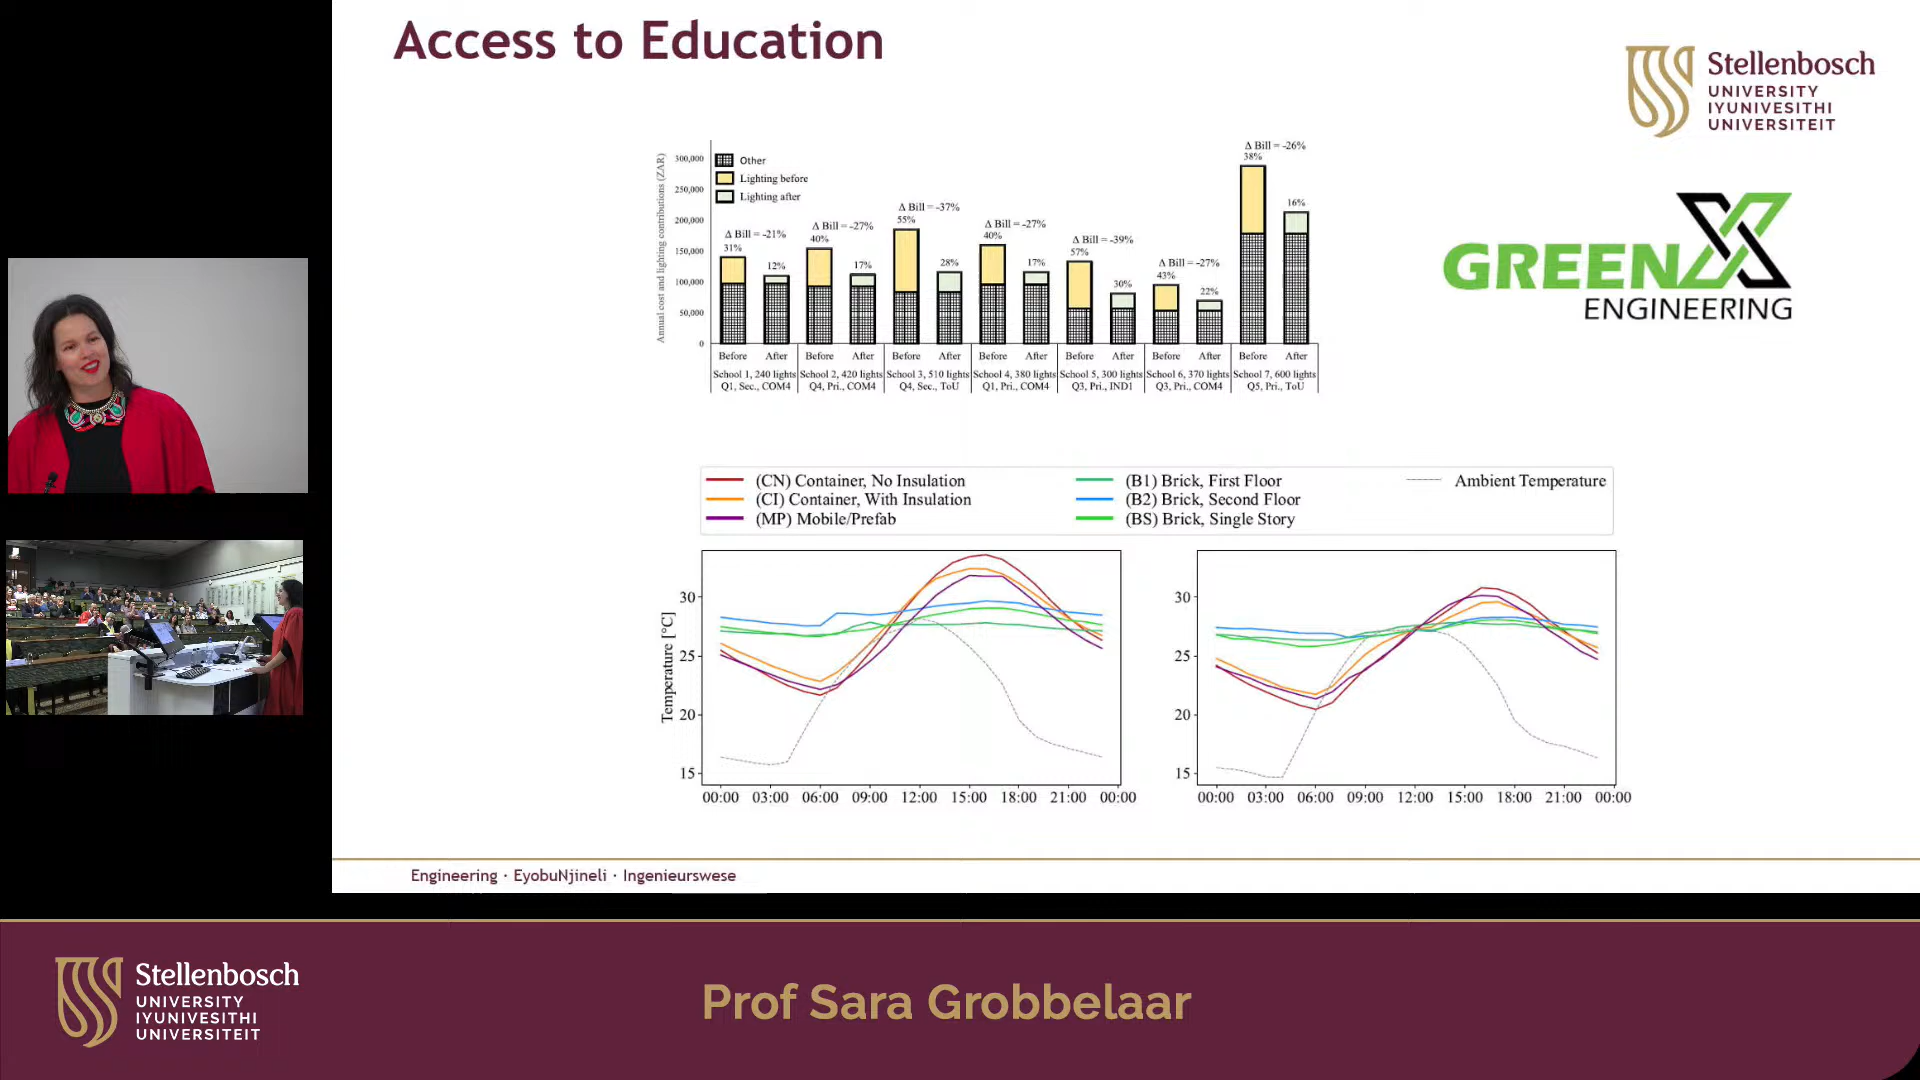 Access to Education
Stellenbosch
UNIVERSITY
IYUNIVESITHI
UNIVERSITEIT
GREENX
ENGINEERING
Annual cost and lighting contributions (ZAR)
300,000
250,000
200,000
150,000
100,000
50,000
0
Other
Lighting before
Lighting after
Δ Bill = -21%
31%
12%
Δ Bill = -27%
40%
17%
Δ Bill = -37%
55%
28%
Δ Bill = -27%
40%
17%
Δ Bill = -39%
57%
30%
Δ Bill = -27%
43%
22%
Δ Bill = -26%
38%
16%
Before After Before After Before After Before After Before After Before After Before After
School 1, 240 lights School 2, 420 lights School 3, 510 lights School 4, 380 lights School 5, 300 lights School 6, 370 lights School 7, 600 lights
Q1, Sec., COM4 Q4, Pri., COM4 Q4, Sec., ToU Q1, Pri., COM4 Q3, Pri., IND1 Q3, Pri., COM4 Q5, Pri., ToU
(CN) Container, No Insulation (B1) Brick, First Floor Ambient Temperature
(CI) Container, With Insulation (B2) Brick, Second Floor
(MP) Mobile/Prefab (BS) Brick, Single Story
Temperature [°C]
30
25
20
15
00:00 03:00 06:00 09:00 12:00 15:00 18:00 21:00 00:00
30
25
20
15
00:00 03:00 06:00 09:00 12:00 15:00 18:00 21:00 00:00
Engineering · EyobuNjineli · Ingenieurswese
Stellenbosch
UNIVERSITY
IYUNIVESITHI
UNIVERSITEIT
Prof Sara Grobbelaar